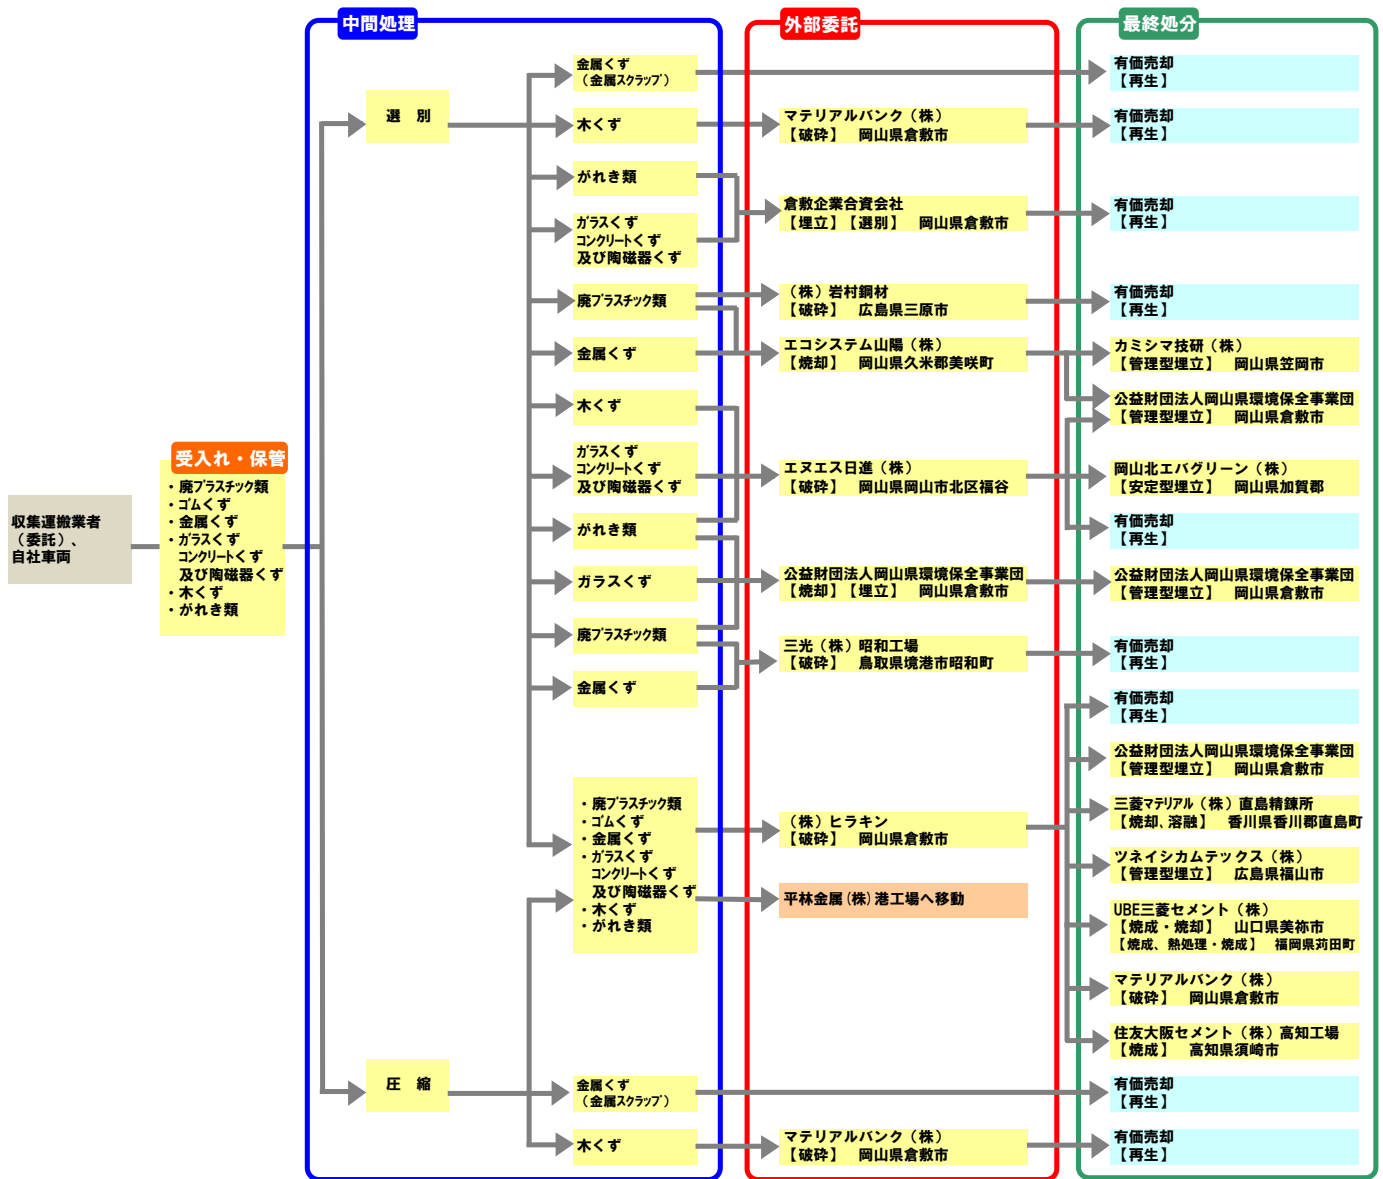 中間処理
外部委託
最終処分
受入れ・保管
収集運搬業者
（委託）、
自社車両
・廃プラスチック類
・ゴムくず
・金属くず
・ガラスくず
コンクリートくず
及び陶磁器くず
・木くず
・がれき類
選　別
圧　縮
金属くず
（金属スクラップ）
木くず
がれき類
ガラスくず
コンクリートくず
及び陶磁器くず
廃プラスチック類
金属くず
木くず
ガラスくず
コンクリートくず
及び陶磁器くず
がれき類
ガラスくず
廃プラスチック類
金属くず
・廃プラスチック類
・ゴムくず
・金属くず
・ガラスくず
コンクリートくず
及び陶磁器くず
・木くず
・がれき類
金属くず
（金属スクラップ）
木くず
マテリアルバンク（株）
【破砕】　岡山県倉敷市
倉敷企業合資会社
【埋立】【選別】　岡山県倉敷市
（株）岩村鋼材
【破砕】　広島県三原市
エコシステム山陽（株）
【焼却】　岡山県久米郡美咲町
エヌエス日進（株）
【破砕】　岡山県岡山市北区福谷
公益財団法人岡山県環境保全事業団
【焼却】【埋立】　岡山県倉敷市
三光（株）昭和工場
【破砕】　鳥取県境港市昭和町
（株）ヒラキン
【破砕】　岡山県倉敷市
平林金属(株)港工場へ移動
マテリアルバンク（株）
【破砕】　岡山県倉敷市
有価売却
【再生】
有価売却
【再生】
有価売却
【再生】
有価売却
【再生】
カミシマ技研（株）
【管理型埋立】　岡山県笠岡市
公益財団法人岡山県環境保全事業団
【管理型埋立】　岡山県倉敷市
岡山北エバグリーン（株）
【安定型埋立】　岡山県加賀郡
有価売却
【再生】
公益財団法人岡山県環境保全事業団
【管理型埋立】　岡山県倉敷市
有価売却
【再生】
有価売却
【再生】
公益財団法人岡山県環境保全事業団
【管理型埋立】　岡山県倉敷市
三菱マテリアル（株）直島精錬所
【焼却、溶融】　香川県香川郡直島町
ツネイシカムテックス（株）
【管理型埋立】　広島県福山市
UBE三菱セメント（株）
【焼成・焼却】　山口県美祢市
【焼成、熱処理・焼成】　福岡県苅田町
マテリアルバンク（株）
【破砕】　岡山県倉敷市
住友大阪セメント（株）高知工場
【焼成】　高知県須崎市
有価売却
【再生】
有価売却
【再生】